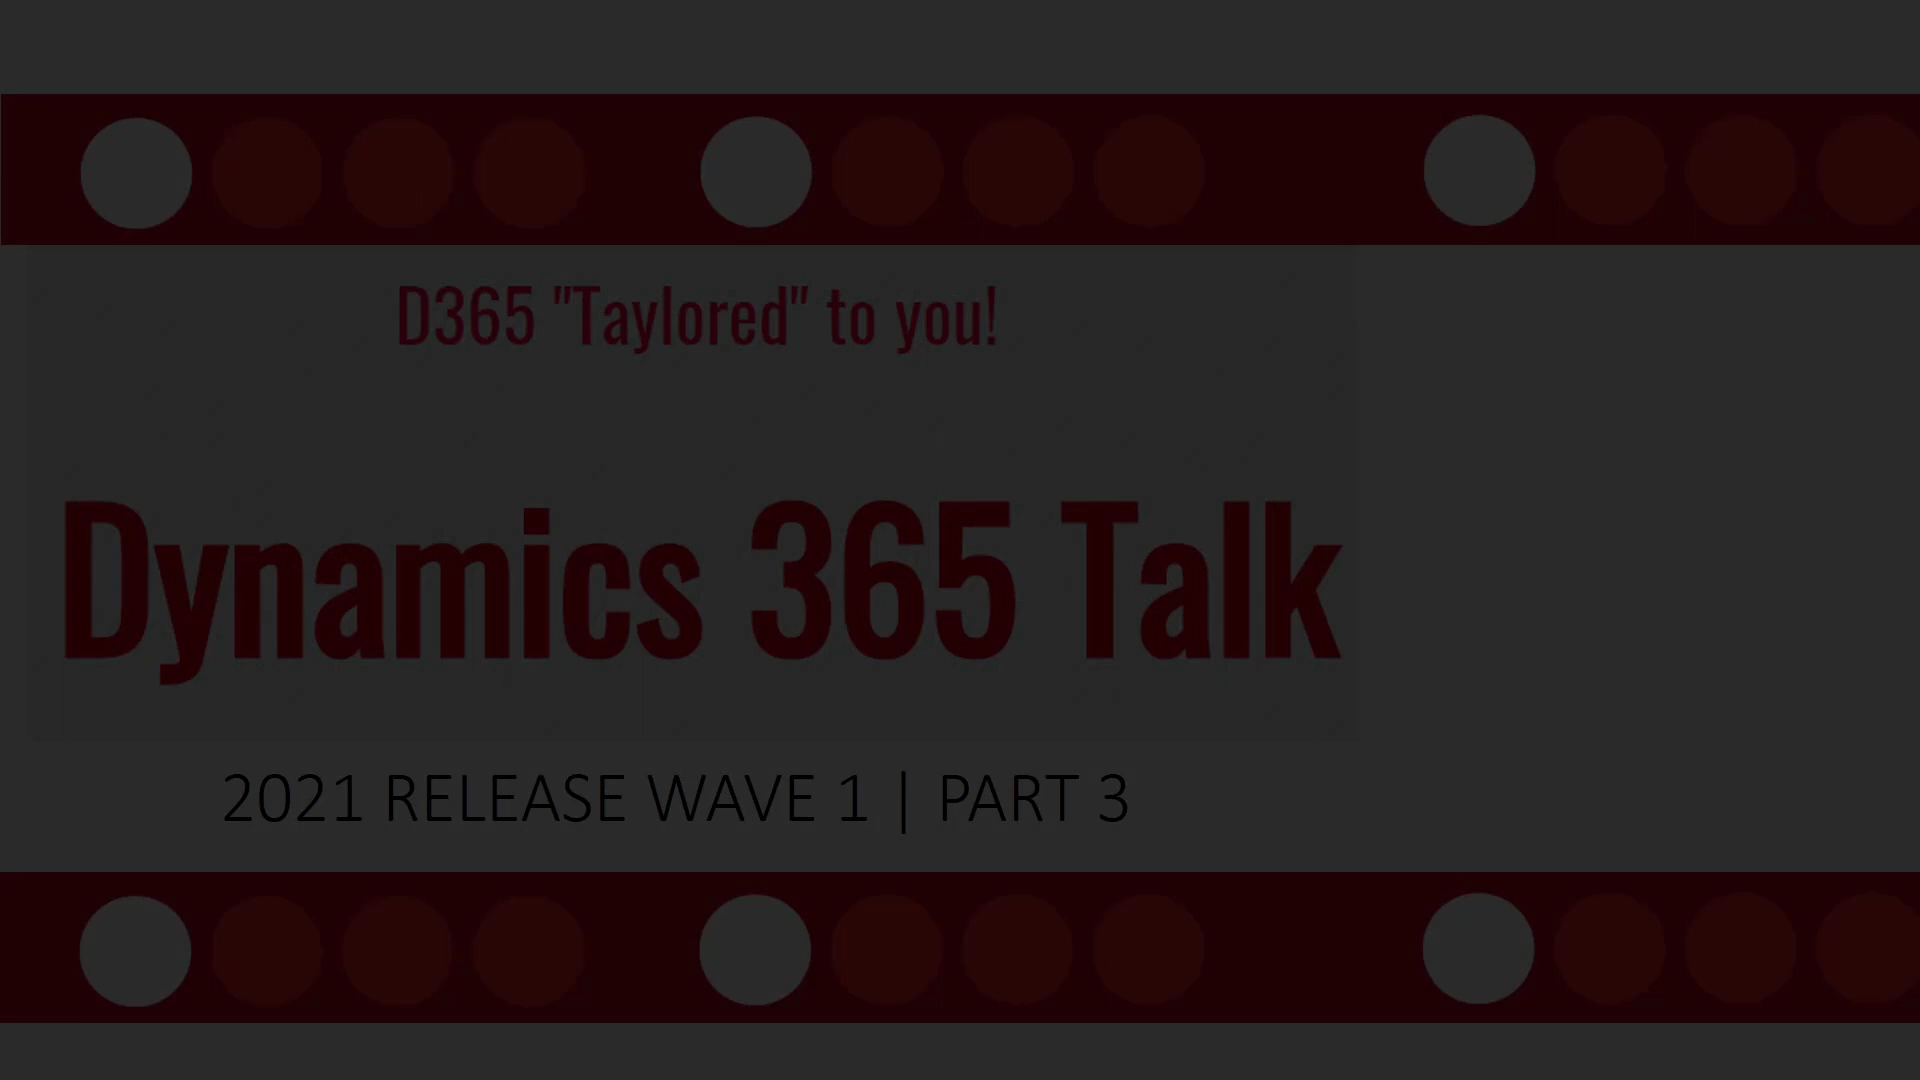 D365 "Taylored" to you!
Dynamics 365 Talk
2021 RELEASE WAVE 1 | PART 3